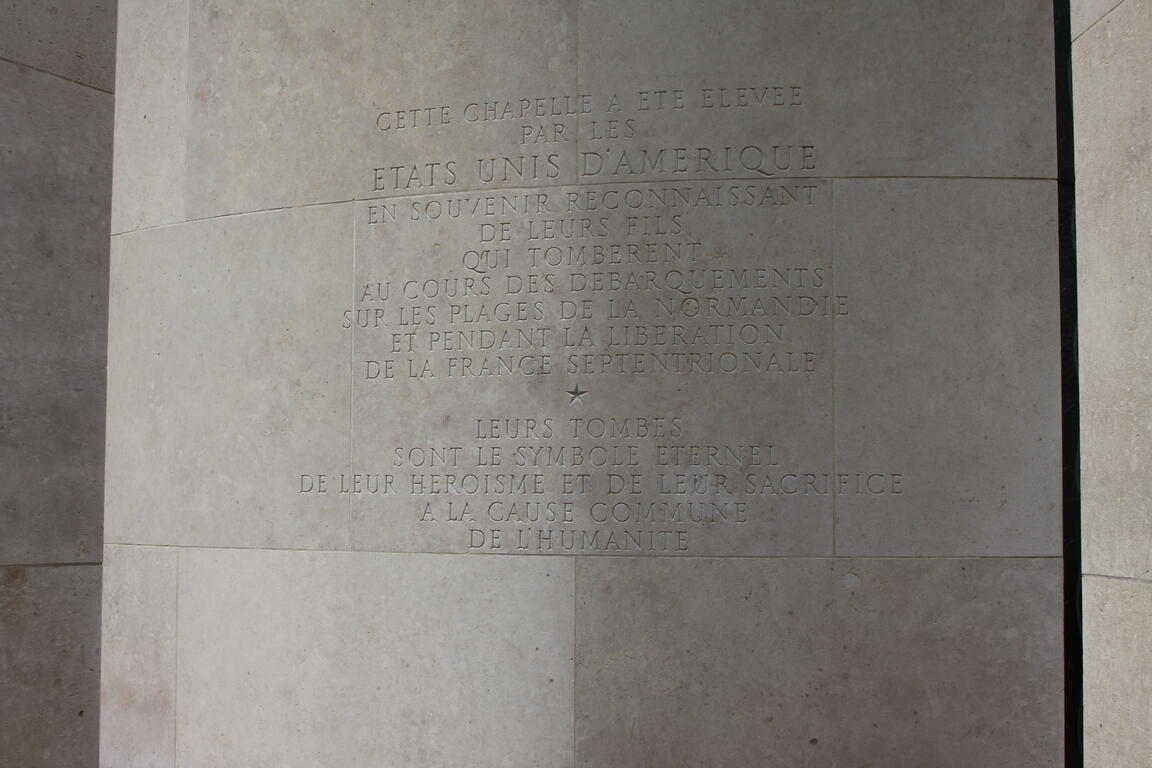 CETTE CHAPELLE A ETE ELEVEE
PAR LES
ETATS UNIS D'AMERIQUE
EN SOUVENIR RECONNAISSANT
DE LEURS FILS
QUI TOMBERENT
AU COURS DES DEBARQUEMENTS
SUR LES PLAGES DE LA NORMANDIE
ET PENDANT LA LIBERATION
DE LA FRANCE SEPTENTRIONALE
LEURS TOMBES
SONT LE SYMBOLE ETERNEL
DE LEUR HEROISME ET DE LEUR SACRIFICE
A LA CAUSE COMMUNE
DE L'HUMANITE